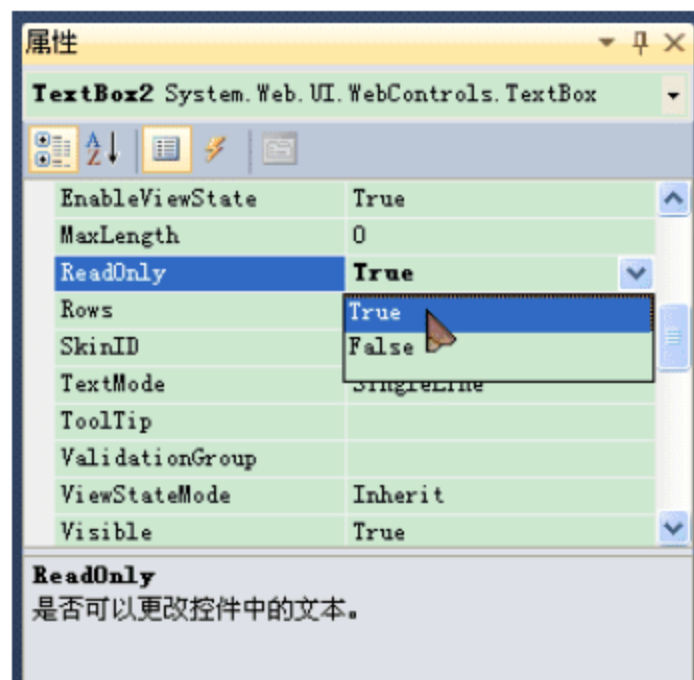 属性
TextBox2 System.Web.UI.WebControls.TextBox
EnableViewState True
MaxLength 0
ReadOnly True
Rows
True
SkinID
False
TextMode SingleLine
ToolTip
ValidationGroup
ViewStateMode Inherit
Visible True
ReadOnly
是否可以更改控件中的文本。